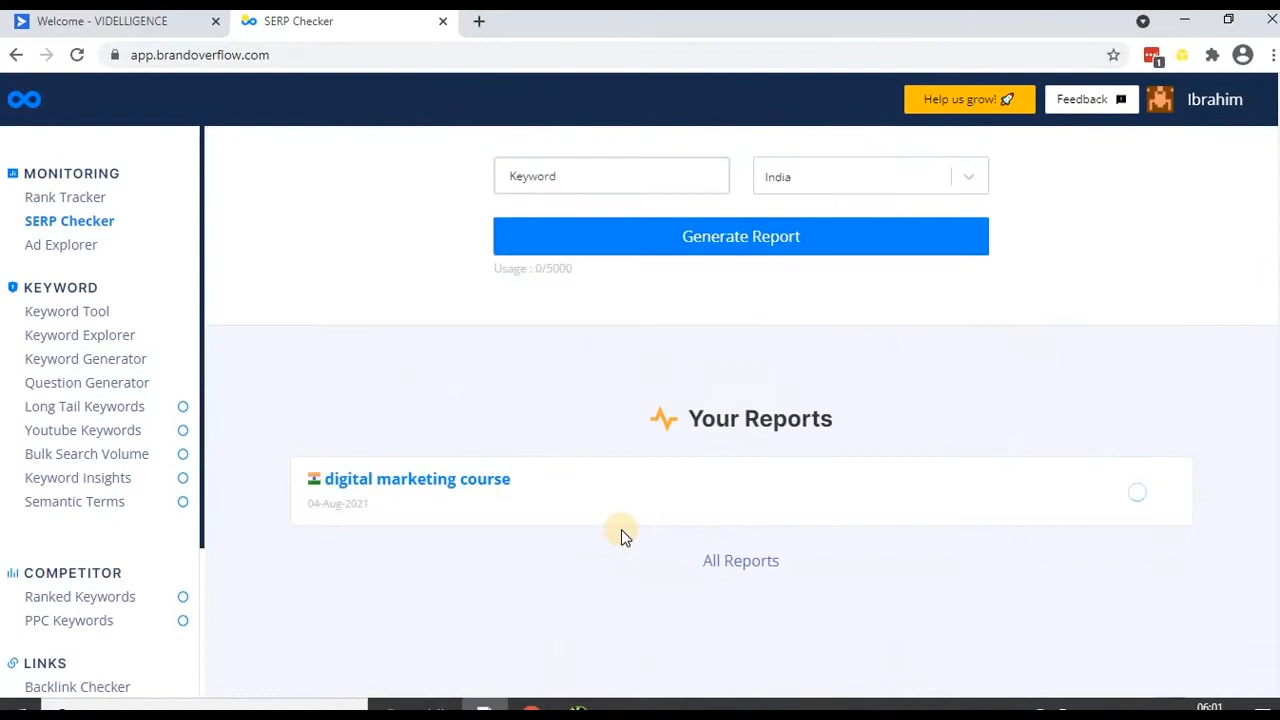 Welcome - VIDELLIGENCE
SERP Checker
app.brandoverflow.com
1
Help us grow!
Feedback
Ibrahim
MONITORING
Rank Tracker
SERP Checker
Ad Explorer
KEYWORD
Keyword Tool
Keyword Explorer
Keyword Generator
Question Generator
Long Tail Keywords
Youtube Keywords
Bulk Search Volume
Keyword Insights
Semantic Terms
COMPETITOR
Ranked Keywords
PPC Keywords
LINKS
Backlink Checker
Keyword
India
Generate Report
Usage : 0/5000
Your Reports
digital marketing course
04-Aug-2021
All Reports
06:01